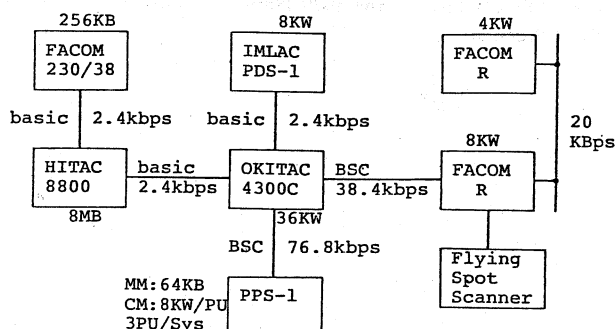 256KB
FACOM
230/38
8KW
IMLAC
PDS-1
4KW
FACOM
R
basic 2.4kbps
basic 2.4kbps
20
KBps
HITAC
8800
8MB
basic
2.4kbps
OKITAC
4300C
36KW
BSC
38.4kbps
8KW
FACOM
R
BSC 76.8kbps
Flying
Spot
Scanner
MM:64KB
CM:8KW/PU
3PU/Sys
PPS-1